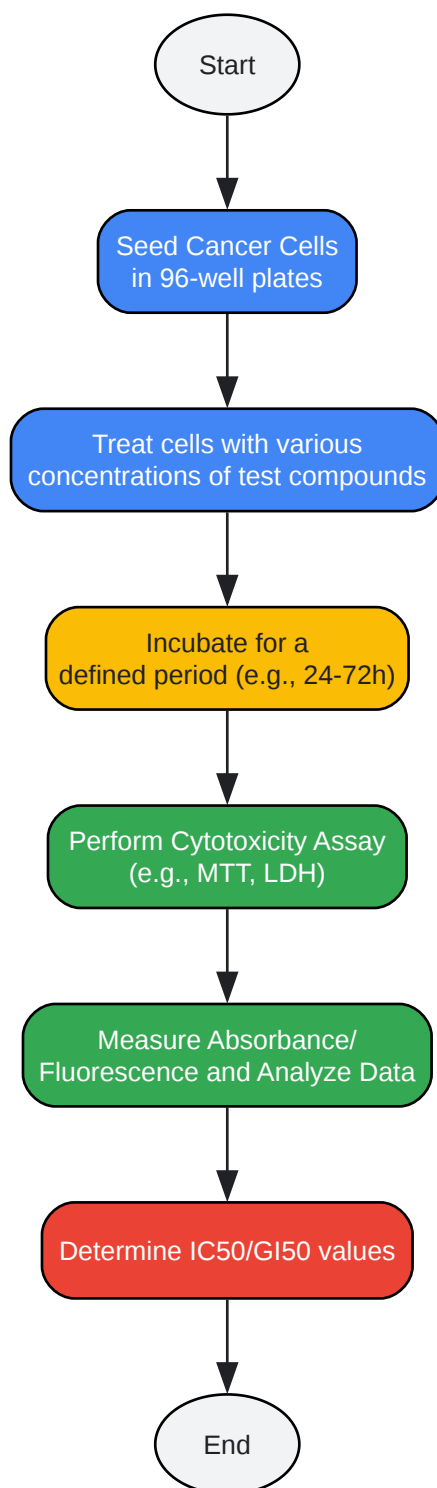 Start
Seed Cancer Cells
in 96-well plates
Treat cells with various
concentrations of test compounds
Incubate for a
defined period (e.g., 24-72h)
Perform Cytotoxicity Assay
(e.g., MTT, LDH)
Measure Absorbance/
Fluorescence and Analyze Data
Determine IC50/GI50 values
End